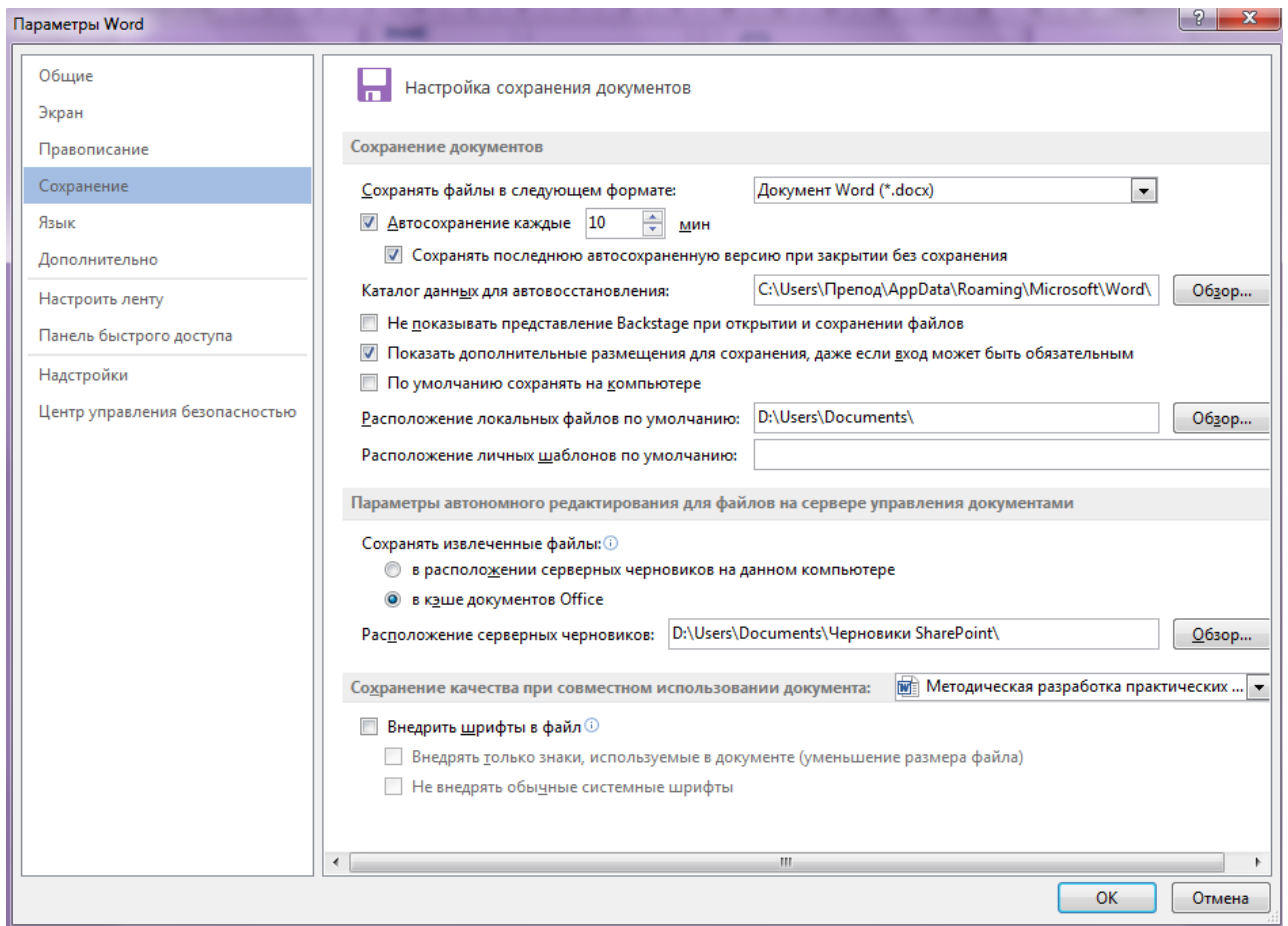 Параметры Word
Общие
Экран
Правописание
Сохранение
Язык
Дополнительно
Настроить ленту
Панель быстрого доступа
Надстройки
Центр управления безопасностью
Настройка сохранения документов
Сохранение документов
Сохранять файлы в следующем формате: Документ Word (*.docx)
Автосохранение каждые 10 мин
Сохранять последнюю автосохраненную версию при закрытии без сохранения
Каталог данных для автовосстановления: C:\Users\Препод\AppData\Roaming\Microsoft\Word\ Обзор...
Не показывать представление Backstage при открытии и сохранении файлов
Показать дополнительные размещения для сохранения, даже если вход может быть обязательным
По умолчанию сохранять на компьютере
Расположение локальных файлов по умолчанию: D:\Users\Documents\ Обзор...
Расположение личных шаблонов по умолчанию:
Параметры автономного редактирования для файлов на сервере управления документами
Сохранять извлеченные файлы:
в расположении серверных черновиков на данном компьютере
в кэше документов Office
Расположение серверных черновиков: D:\Users\Documents\Черновики SharePoint\ Обзор...
Сохранение качества при совместном использовании документа: Методическая разработка практических ...
Внедрить шрифты в файл
Внедрять только знаки, используемые в документе (уменьшение размера файла)
Не внедрять обычные системные шрифты
ОК Отмена